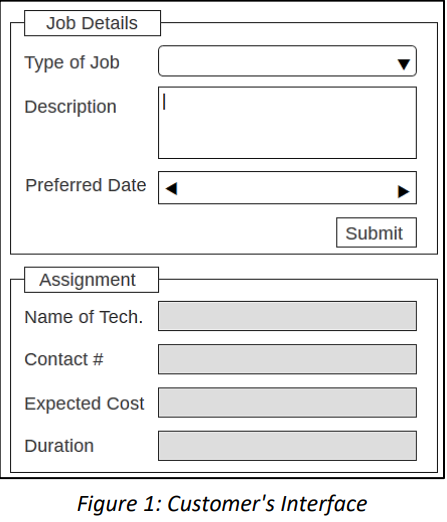 Job Details
Type of Job
Description
Preferred Date
Submit
Assignment
Name of Tech.
Contact #
Expected Cost
Duration
Figure 1: Customer's Interface